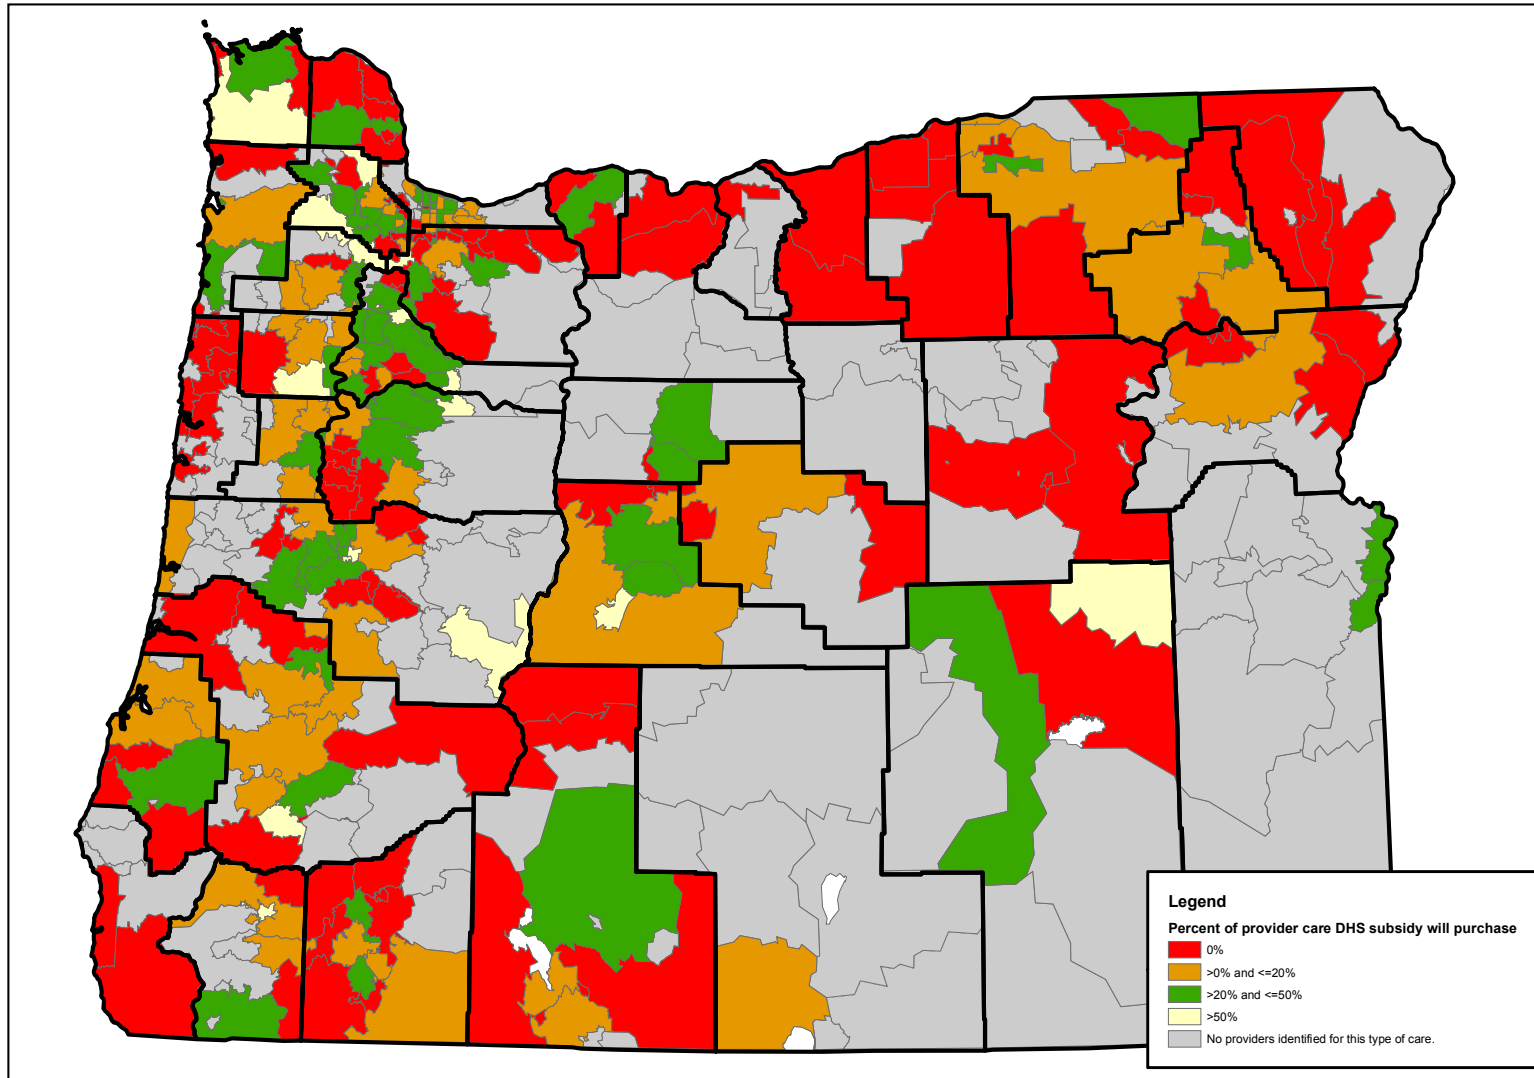 Legend
Percent of provider care DHS subsidy will purchase
0%
>0% and <=20%
>20% and <=50%
>50%
No providers identified for this type of care.